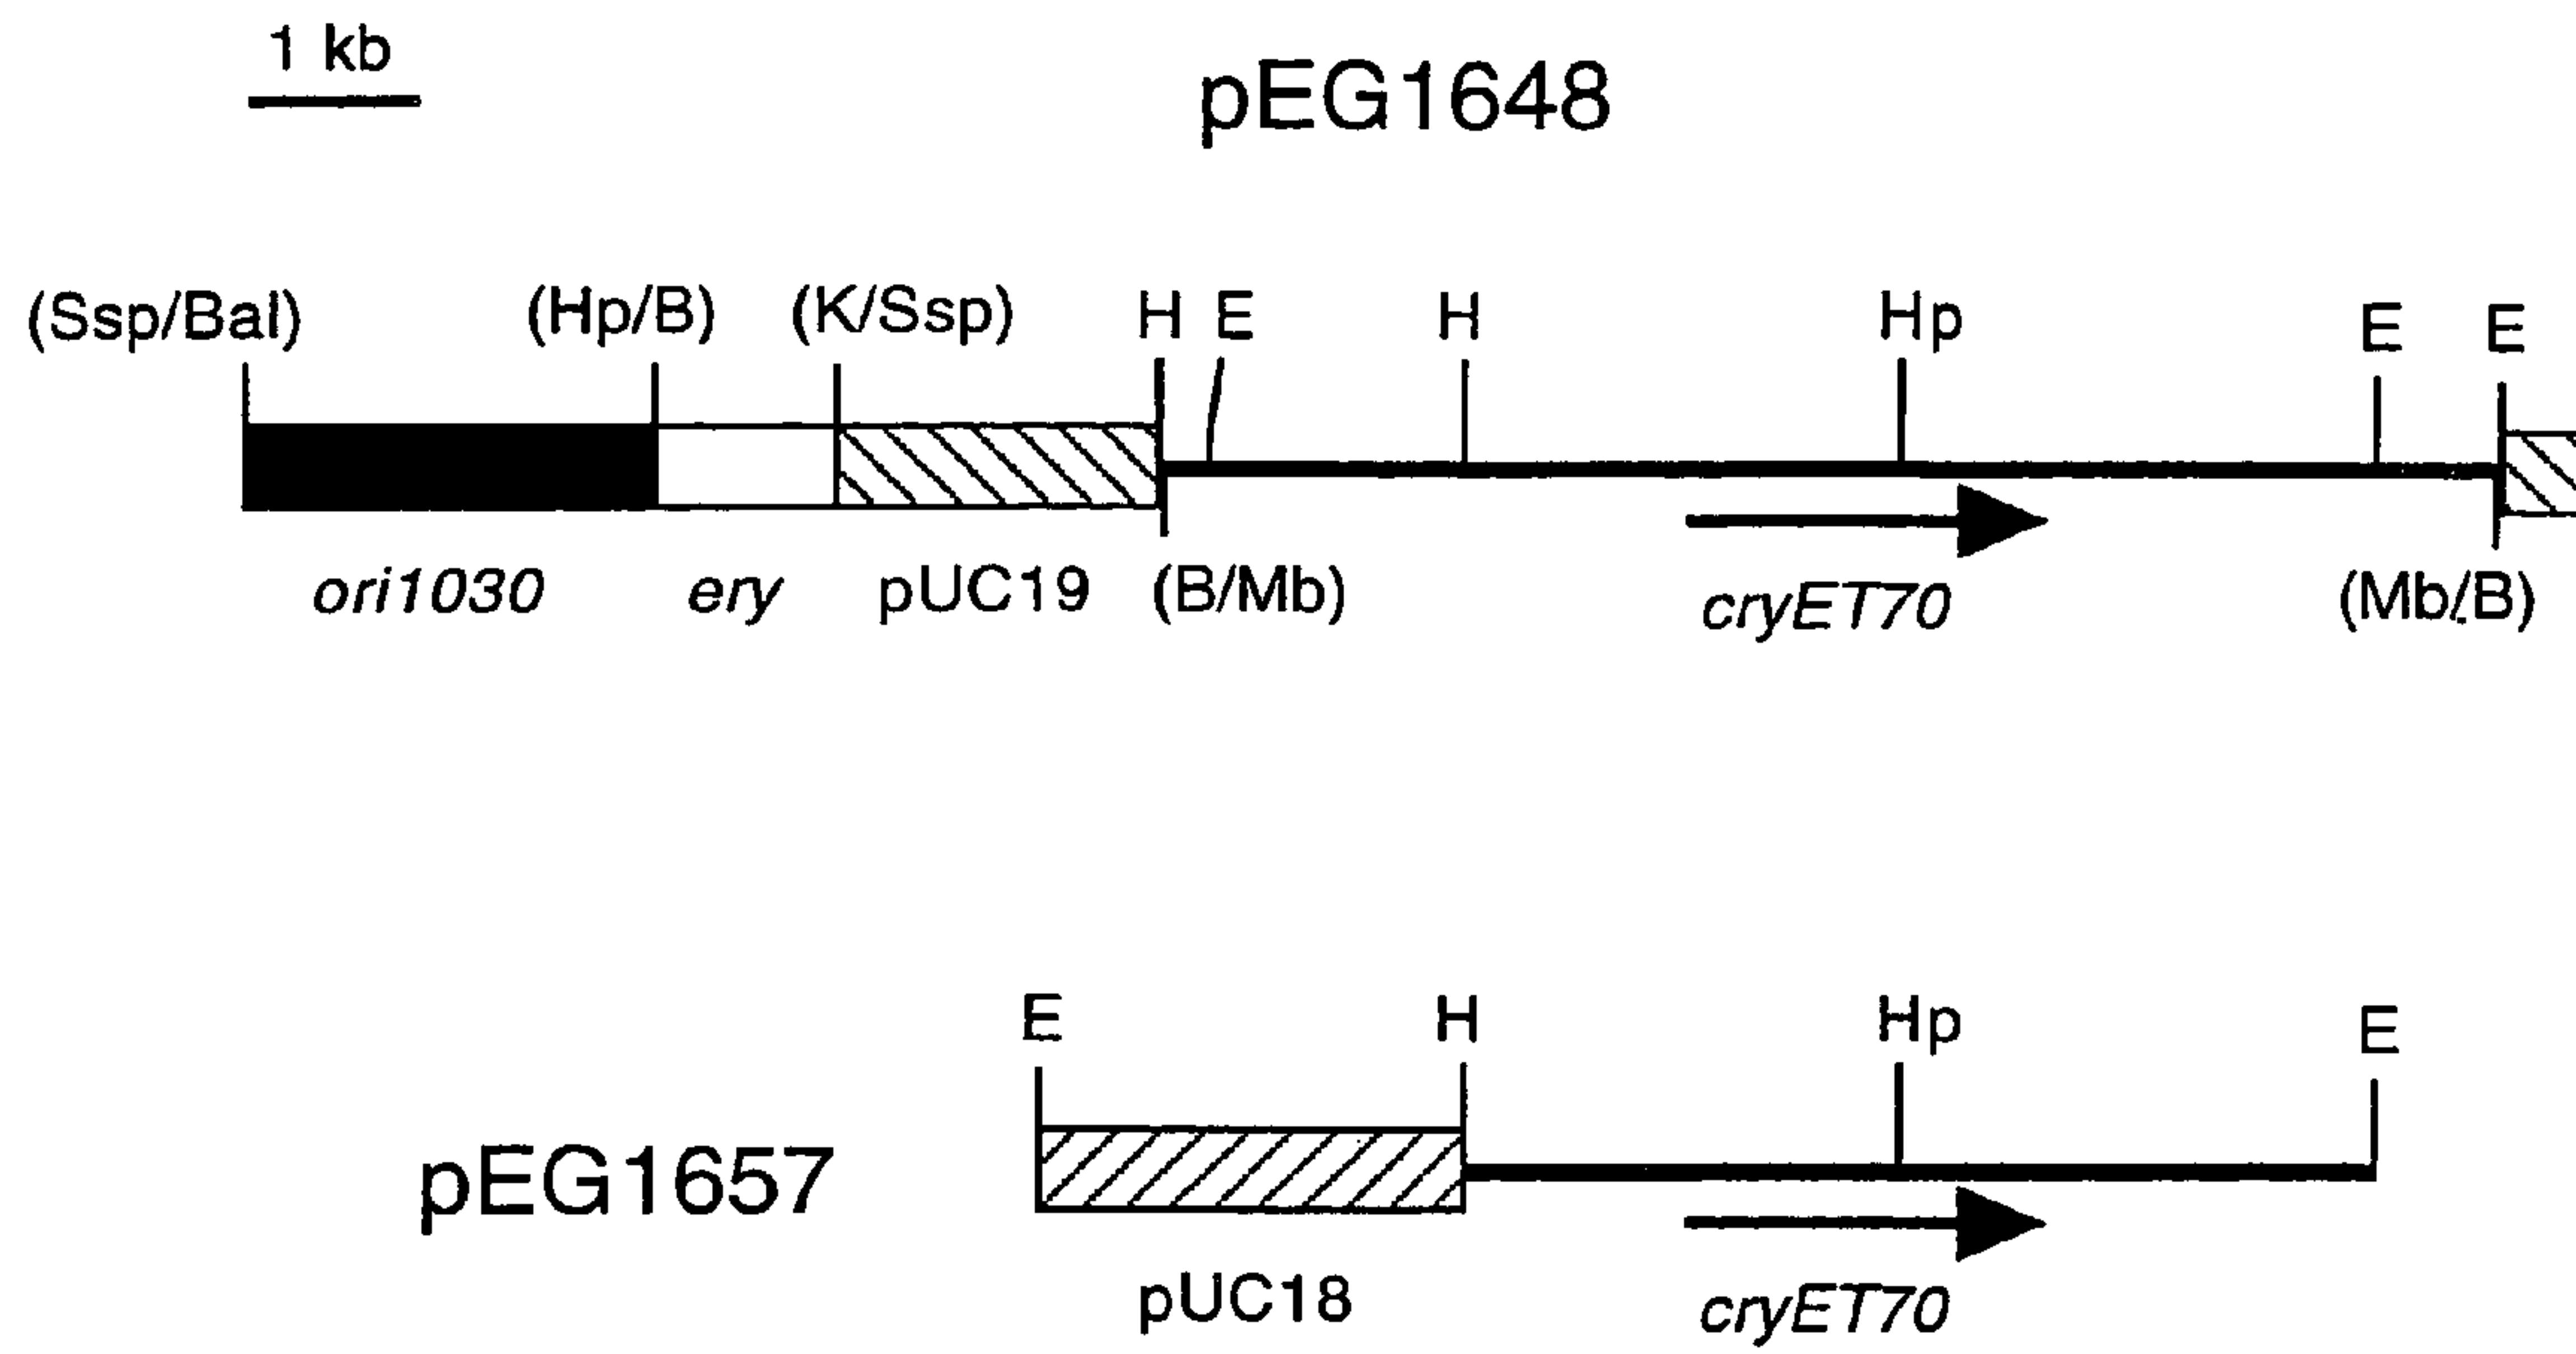 1 kb
pEG1648
(Ssp/Bal) (Hp/B) (K/Ssp) H E H Hp E E
ori1030 ery pUC19 (B/Mb) cryET70 (Mb/B)
E H Hp E
pEG1657
pUC18 cryET70